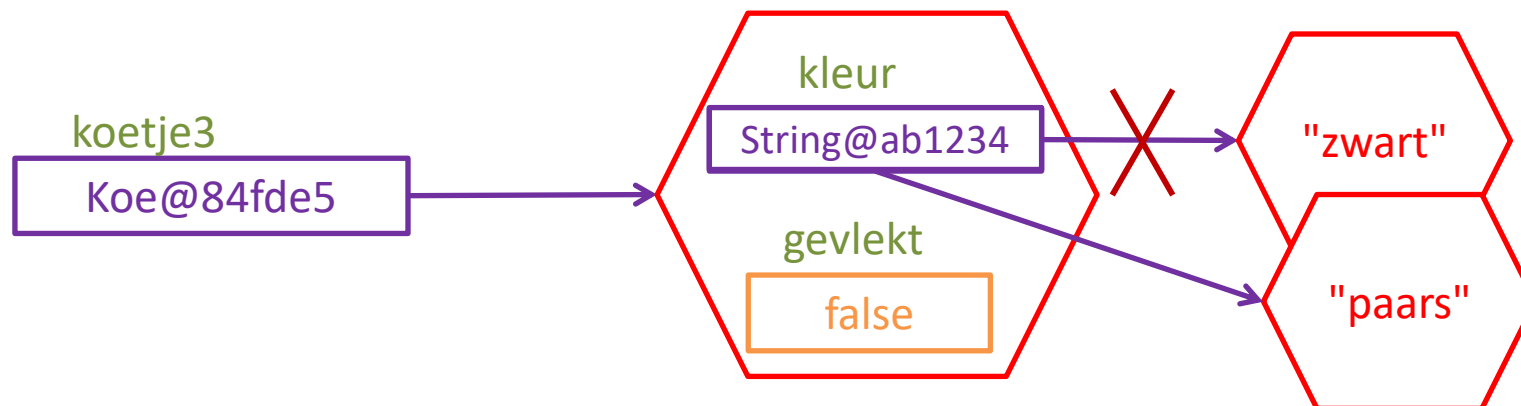 koetje3
Koe@84fde5
kleur
String@ab1234
gevlekt
false
"zwart"
"paars"